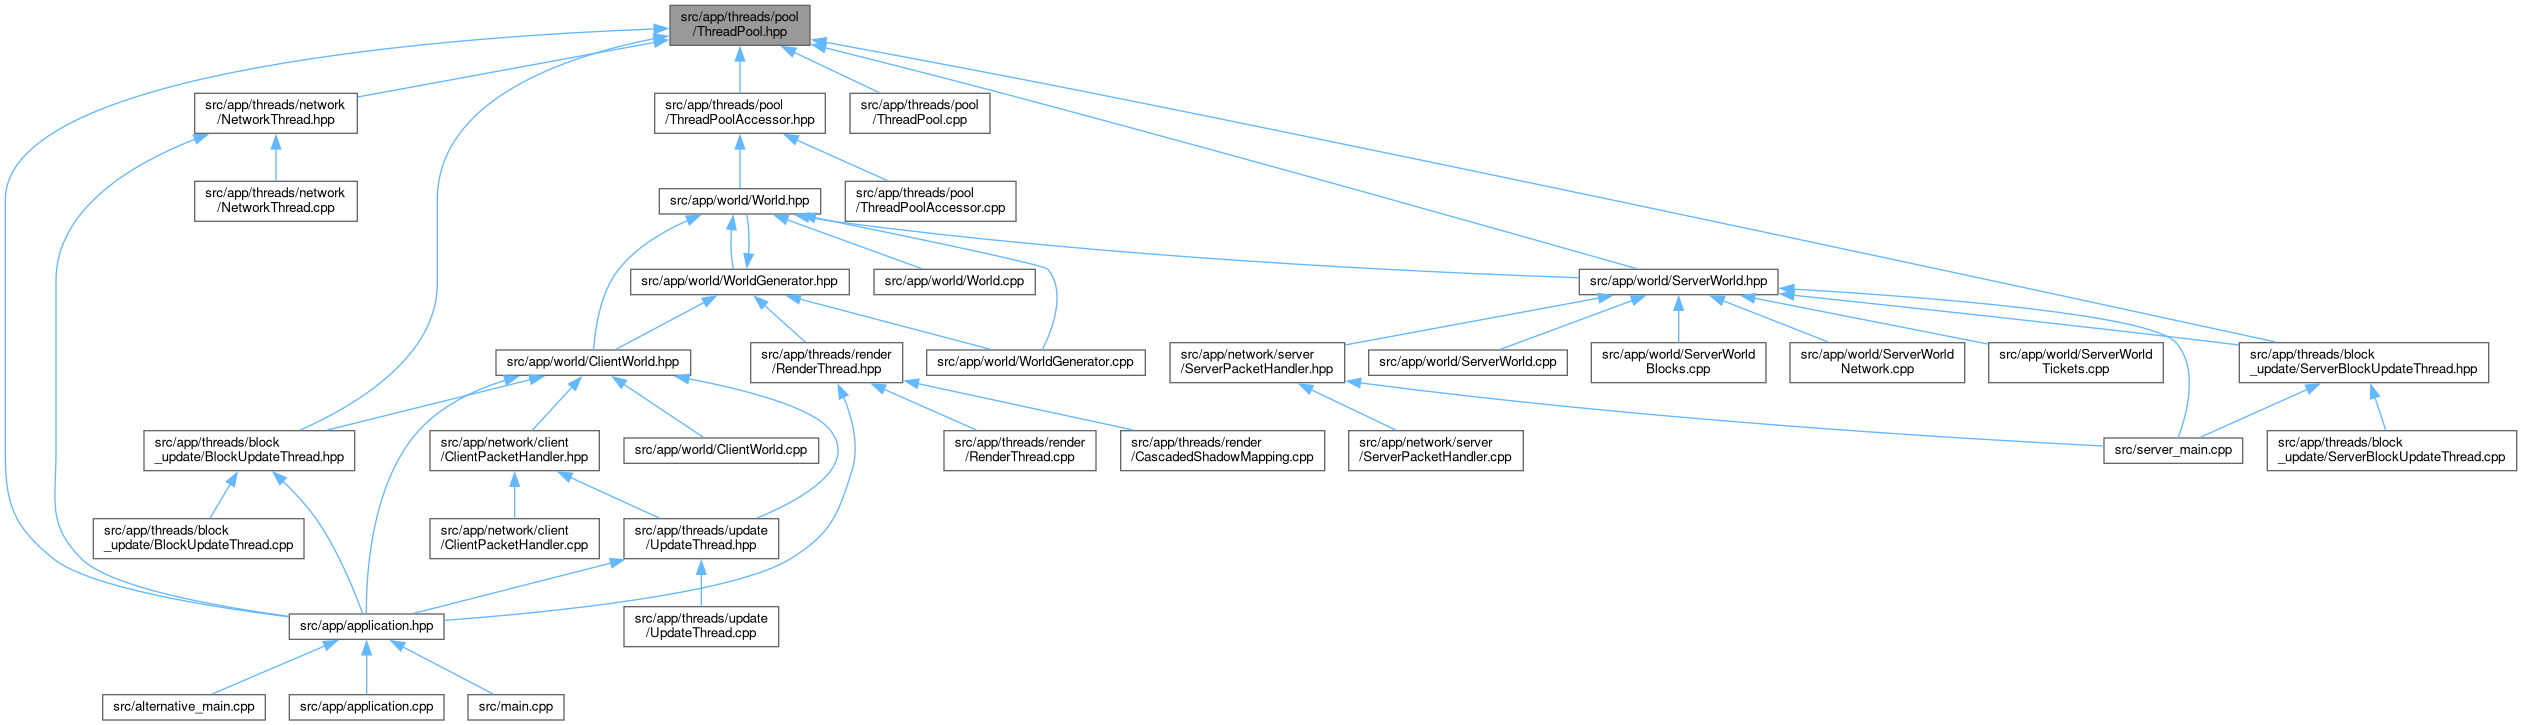 src/app/threads/pool
/ThreadPool.hpp
src/app/threads/network
/NetworkThread.hpp
src/app/threads/pool
/ThreadPoolAccessor.hpp
src/app/threads/pool
/ThreadPool.cpp
src/app/threads/network
/NetworkThread.cpp
src/app/world/World.hpp
src/app/threads/pool
/ThreadPoolAccessor.cpp
src/app/world/WorldGenerator.hpp
src/app/world/World.cpp
src/app/world/ServerWorld.hpp
src/app/world/ClientWorld.hpp
src/app/threads/render
/RenderThread.hpp
src/app/world/WorldGenerator.cpp
src/app/network/server
/ServerPacketHandler.hpp
src/app/world/ServerWorld.cpp
src/app/world/ServerWorld
Blocks.cpp
src/app/world/ServerWorld
Network.cpp
src/app/world/ServerWorld
Tickets.cpp
src/app/threads/block
_update/ServerBlockUpdateThread.hpp
src/app/threads/block
_update/BlockUpdateThread.hpp
src/app/network/client
/ClientPacketHandler.hpp
src/app/world/ClientWorld.cpp
src/app/threads/render
/RenderThread.cpp
src/app/threads/render
/CascadedShadowMapping.cpp
src/app/network/server
/ServerPacketHandler.cpp
src/server_main.cpp
src/app/threads/block
_update/ServerBlockUpdateThread.cpp
src/app/threads/block
_update/BlockUpdateThread.cpp
src/app/network/client
/ClientPacketHandler.cpp
src/app/threads/update
/UpdateThread.hpp
src/app/application.hpp
src/app/threads/update
/UpdateThread.cpp
src/alternative_main.cpp
src/app/application.cpp
src/main.cpp